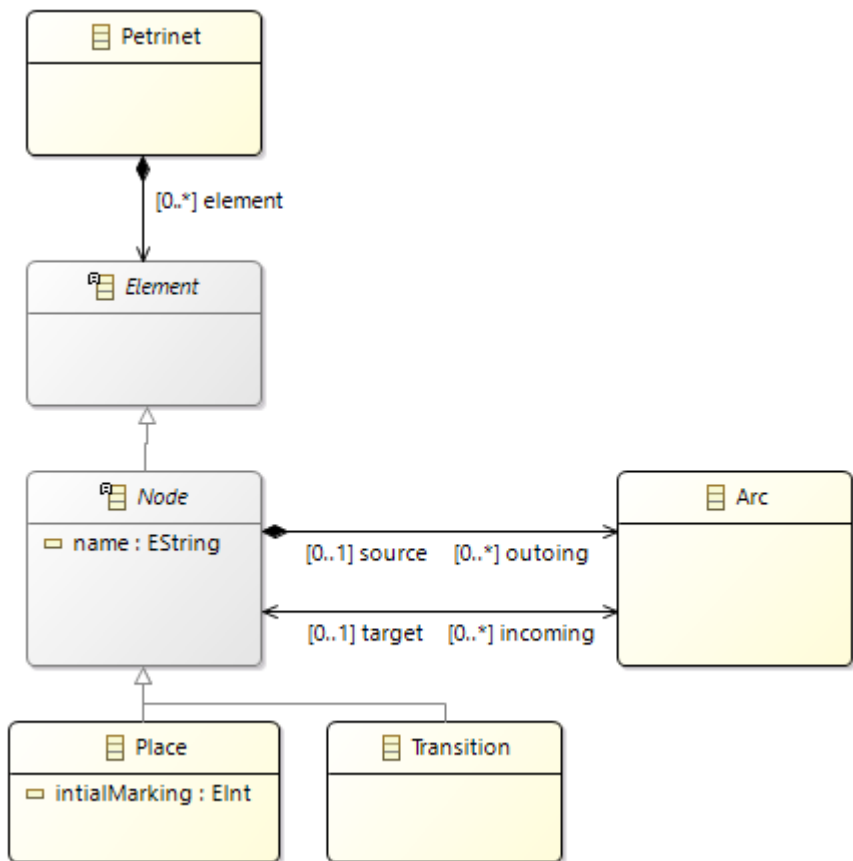 Petrinet
[0..*] element
Element
Node
name : EString
Arc
[0..1] source [0..*] outoing
[0..1] target [0..*] incoming
Place
intialMarking : EInt
Transition